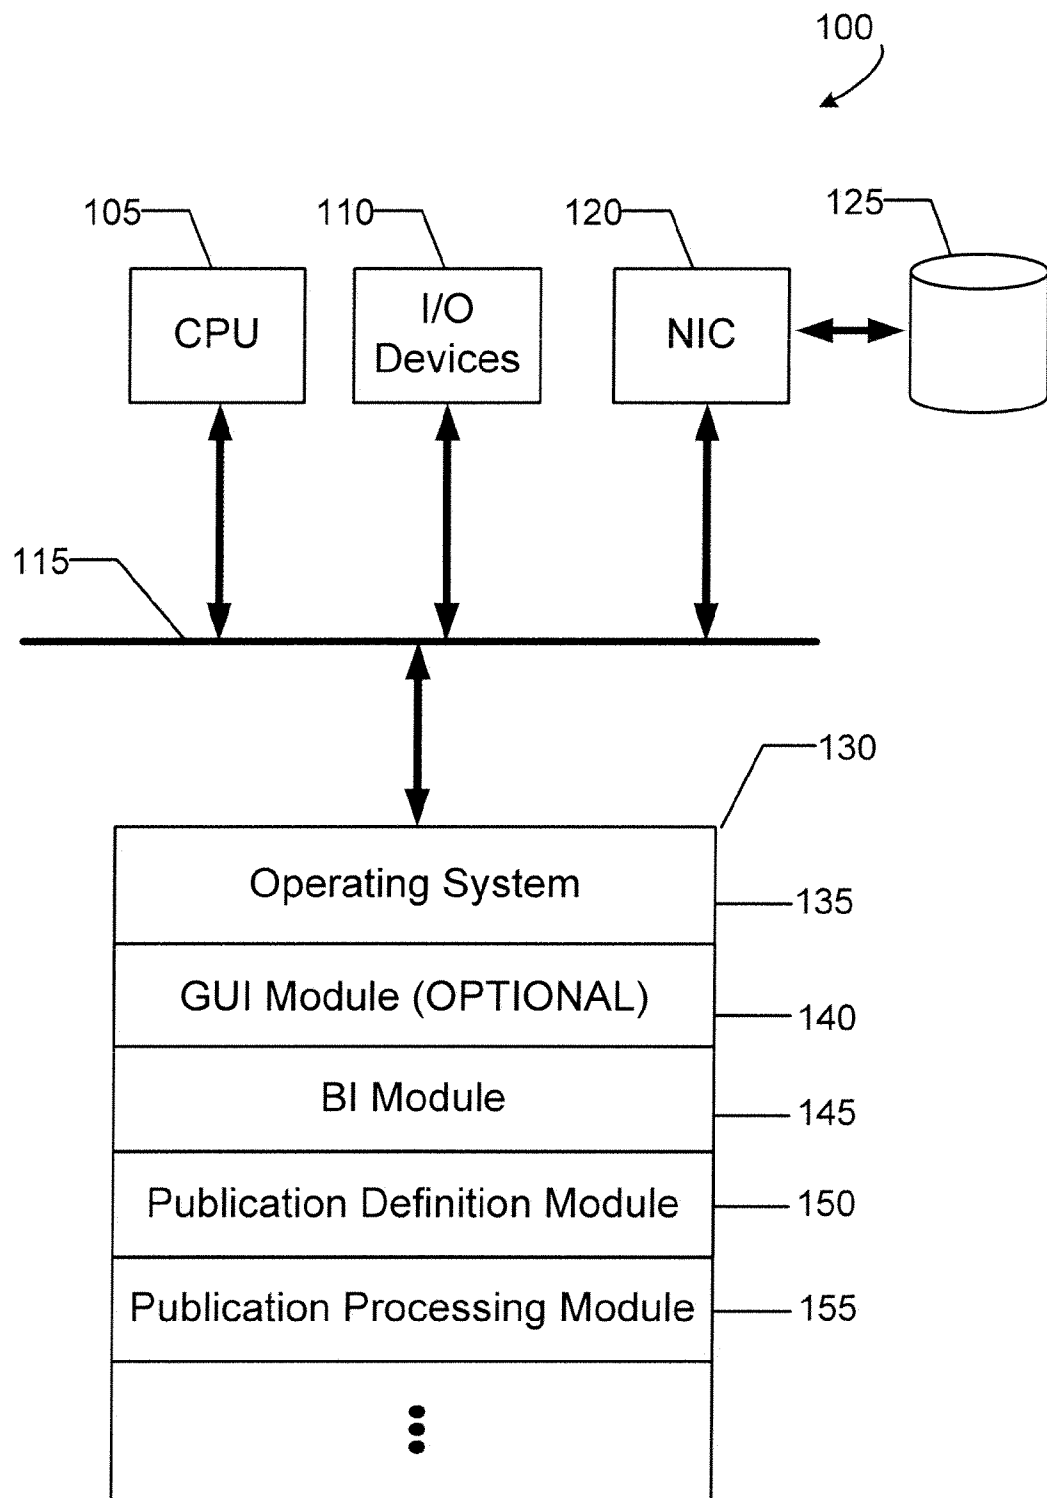 100
105
110
120
125
CPU
I/O
Devices
NIC
115
130
Operating System
135
GUI Module (OPTIONAL)
140
BI Module
145
Publication Definition Module
150
Publication Processing Module
155